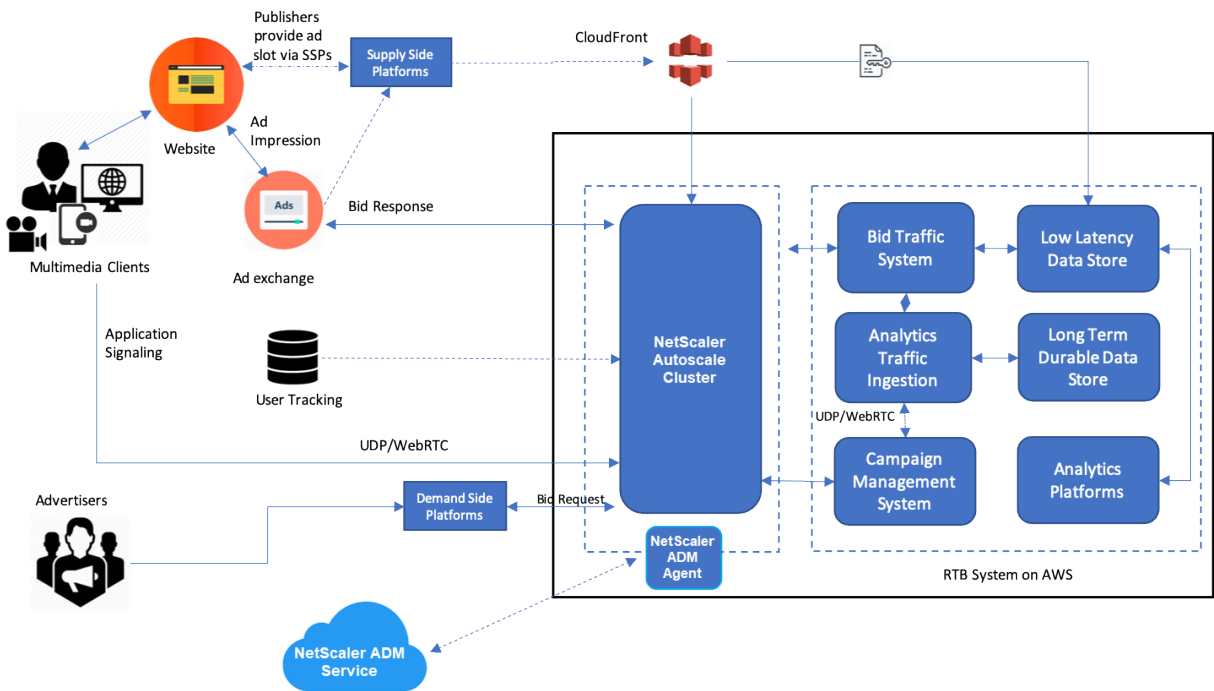 Publishers
provide ad
slot via SSPs
Supply Side
Platforms
CloudFront
Website
Ad
Impression
Ads
Bid Response
Multimedia Clients
Ad exchange
Application
Signaling
User Tracking
UDP/WebRTC
Advertisers
Demand Side
Platforms
Bid Request
NetScaler
Autoscale
Cluster
NetScaler
ADM
Agent
NetScaler ADM
Service
Bid Traffic
System
Low Latency
Data Store
Analytics
Traffic
Ingestion
Long Term
Durable Data
Store
UDP/WebRTC
Campaign
Management
System
Analytics
Platforms
RTB System on AWS